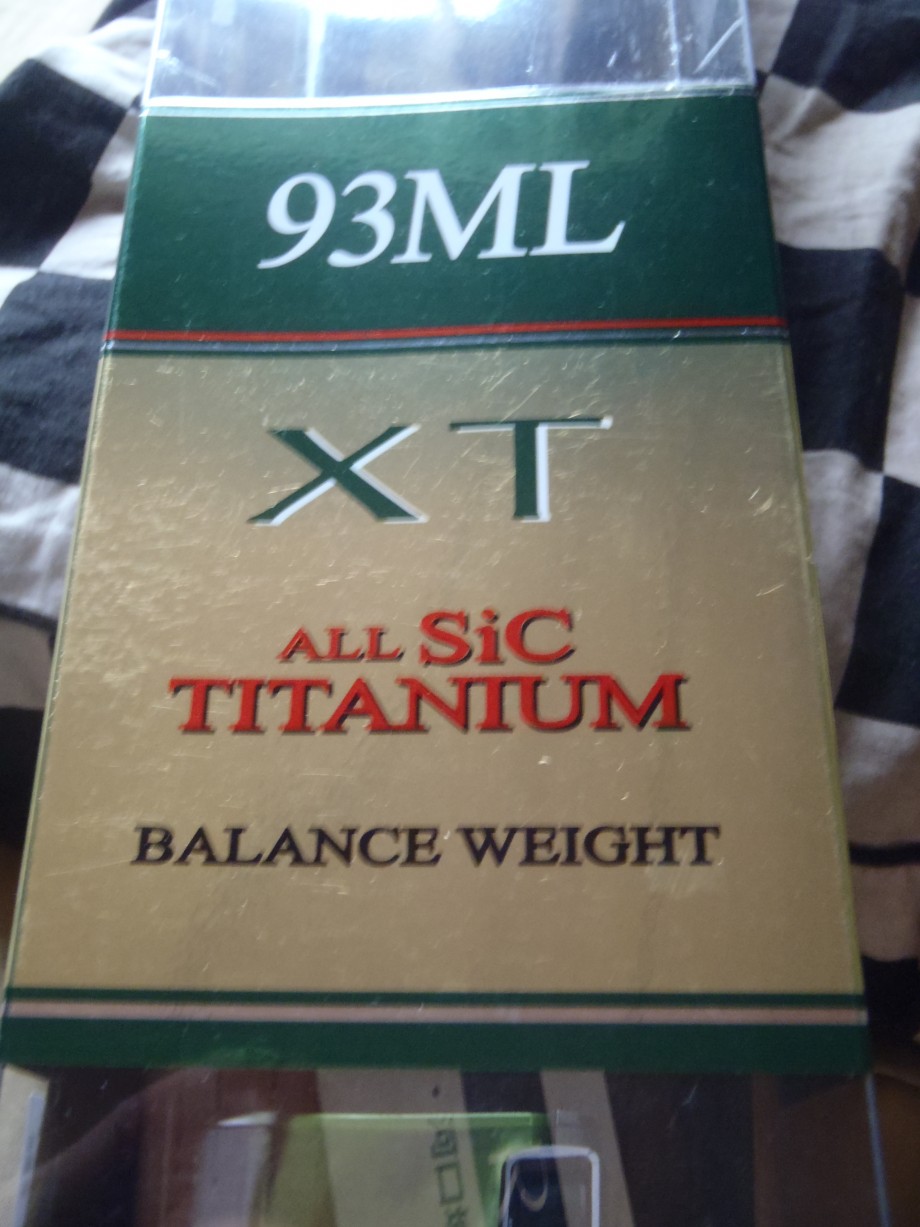 93ML
XT
ALL SiC
TITANIUM
BALANCE WEIGHT